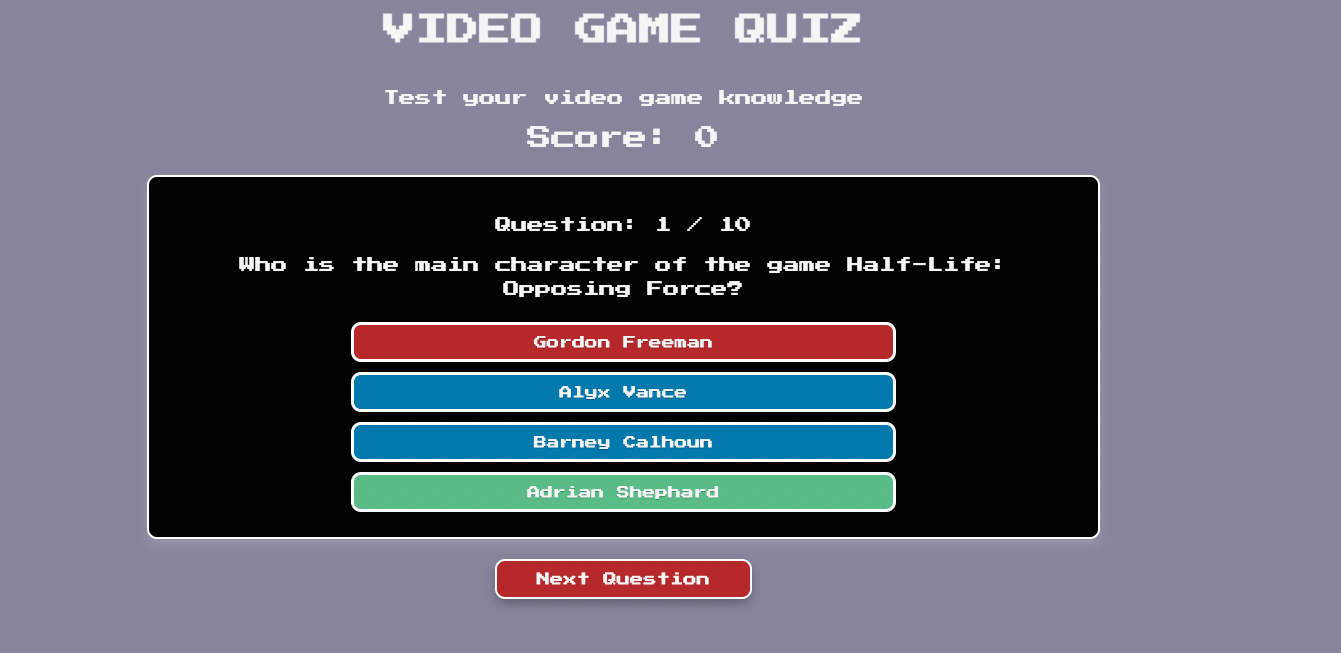 VIDEO GAME QUIZ
Test your video game knowledge
Score: 0
Question: 1 / 10
Who is the main character of the game Half-Life:
Opposing Force?
Gordon Freeman
Alyx Vance
Barney Calhoun
Adrian Shephard
Next Question